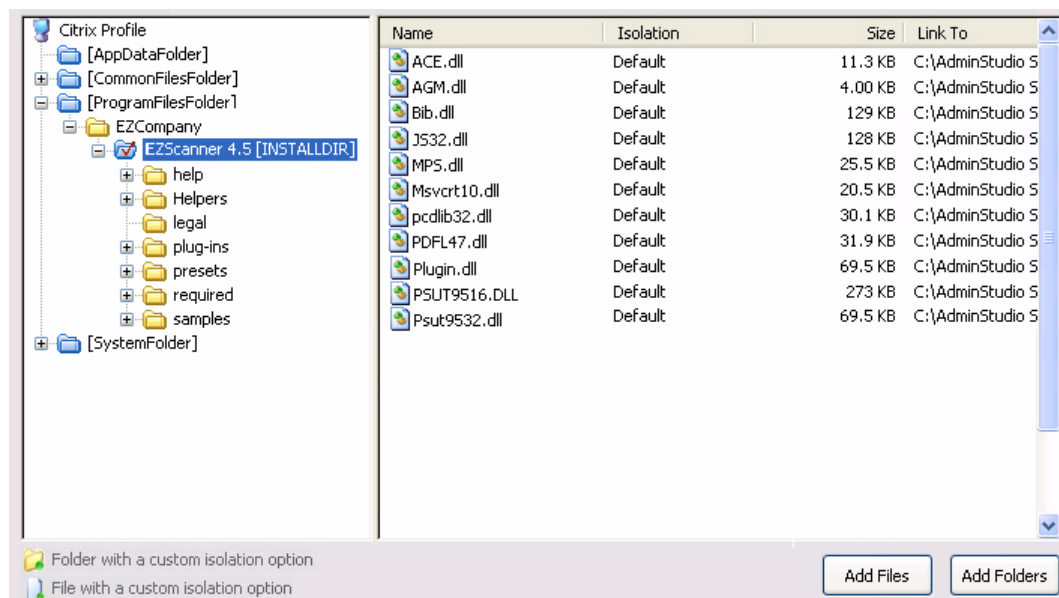 Citrix Profile
[AppDataFolder]
[CommonFilesFolder]
[ProgramFilesFolder]
EZCompany
EZScanner 4.5 [INSTALLDIR]
help
Helpers
legal
plug-ins
presets
required
samples
[SystemFolder]
Name Isolation Size Link To
ACE.dll Default 11.3 KB C:\AdminStudio S
AGM.dll Default 4.00 KB C:\AdminStudio S
Bib.dll Default 129 KB C:\AdminStudio S
JS32.dll Default 128 KB C:\AdminStudio S
MPS.dll Default 25.5 KB C:\AdminStudio S
Msvcrt10.dll Default 20.5 KB C:\AdminStudio S
pcdlib32.dll Default 30.1 KB C:\AdminStudio S
PDFL47.dll Default 31.9 KB C:\AdminStudio S
Plugin.dll Default 69.5 KB C:\AdminStudio S
PSUT9516.DLL Default 273 KB C:\AdminStudio S
Psut9532.dll Default 69.5 KB C:\AdminStudio S
Folder with a custom isolation option
File with a custom isolation option
Add Files
Add Folders